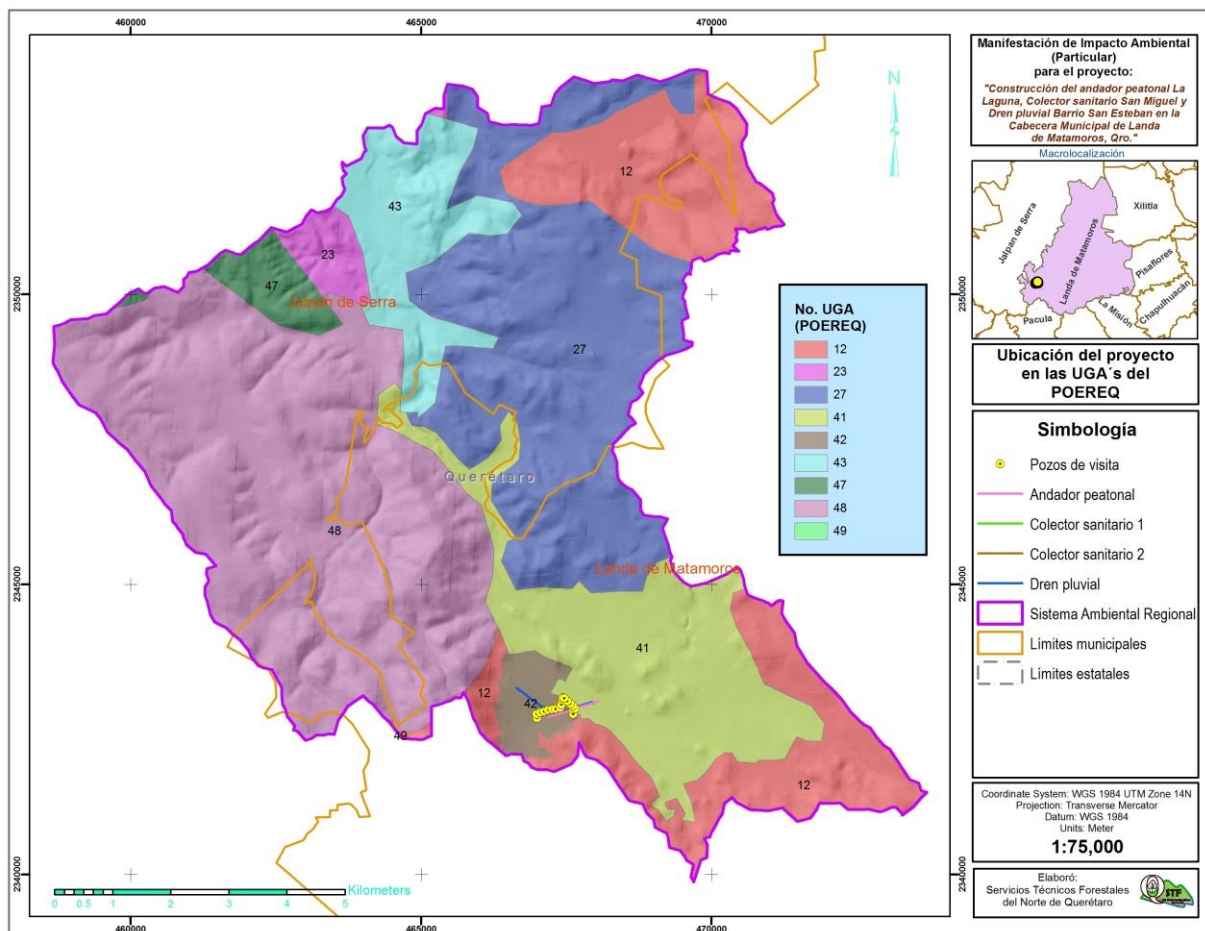 460000
465000
470000
2350000
2345000
2340000
N
12
43
23
47
Jalpan de Serra
27
Querétaro
48
Landa de Matamoros
41
12
42
49
12
Kilometers
0
0.5
1
2
3
4
5
460000
465000
470000
2350000
2345000
2340000
No. UGA
(POEREQ)
12
23
27
41
42
43
47
48
49
Manifestación de Impacto Ambiental
(Particular)
para el proyecto:
"Construcción del andador peatonal La
Laguna, Colector sanitario San Miguel y
Dren pluvial Barrio San Esteban en la
Cabecera Municipal de Landa
de Matamoros, Qro."
Macrolocalización
Jalpan de Serra
Landa de Matamoros
Xilitla
Pisaflores
Chapulhuacán
La Misión
Pacula
Ubicación del proyecto
en las UGA´s del
POEREQ
Simbología
Pozos de visita
Andador peatonal
Colector sanitario 1
Colector sanitario 2
Dren pluvial
Sistema Ambiental Regional
Límites municipales
Límites estatales
Coordinate System: WGS 1984 UTM Zone 14N
Projection: Transverse Mercator
Datum: WGS 1984
Units: Meter
1:75,000
Elaboró:
Servicios Técnicos Forestales
del Norte de Querétaro
STF